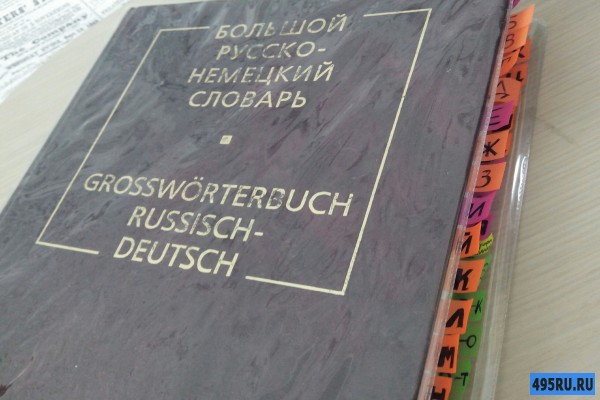 БОЛЬШОЙ
РУССКО-
НЕМЕЦКИЙ
СЛОВАРЬ
GROSSWÖRTERBUCH
RUSSISCH-
DEUTSCH
Б
В
Г
Д
Е
Ж
З
И
Й
К
Л
М
Н
495RU.RU